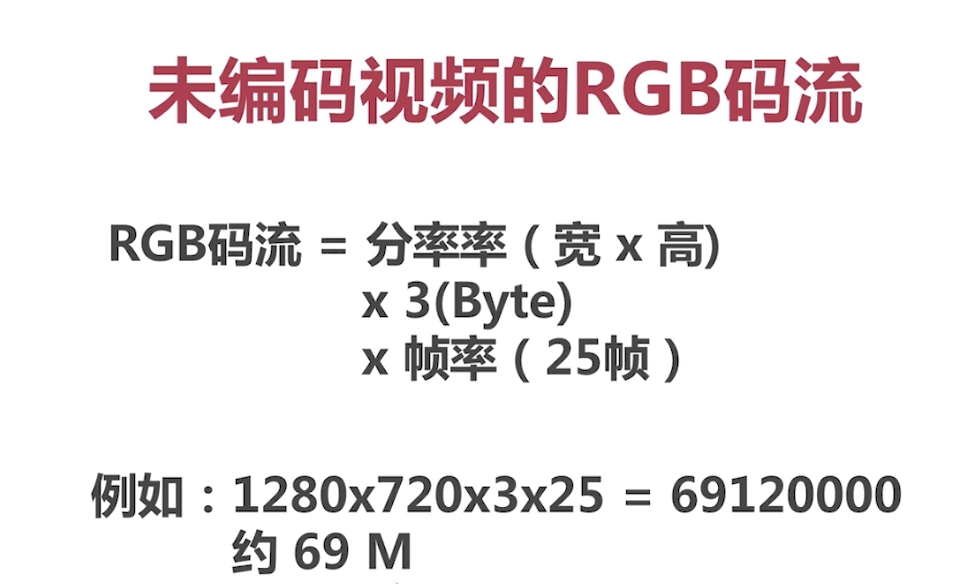 未编码视频的RGB码流
RGB码流 = 分率率 ( 宽 x 高)
x 3(Byte)
x 帧率 ( 25帧 )
例如 : 1280x720x3x25 = 69120000
约 69 M